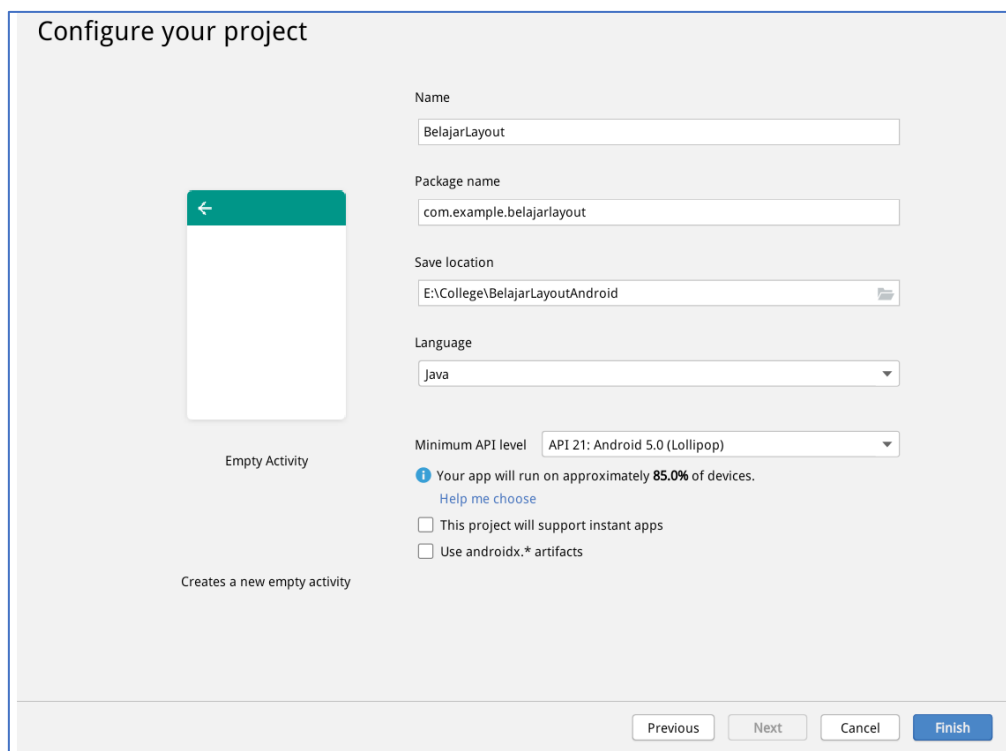 Configure your project
Name
BelajarLayout
Package name
com.example.belajarlayout
Save location
E:\College\BelajarLayoutAndroid
Language
Java
Minimum API level API 21: Android 5.0 (Lollipop)
Your app will run on approximately 85.0% of devices.
Help me choose
This project will support instant apps
Use androidx.* artifacts
Empty Activity
Creates a new empty activity
Previous Next Cancel Finish